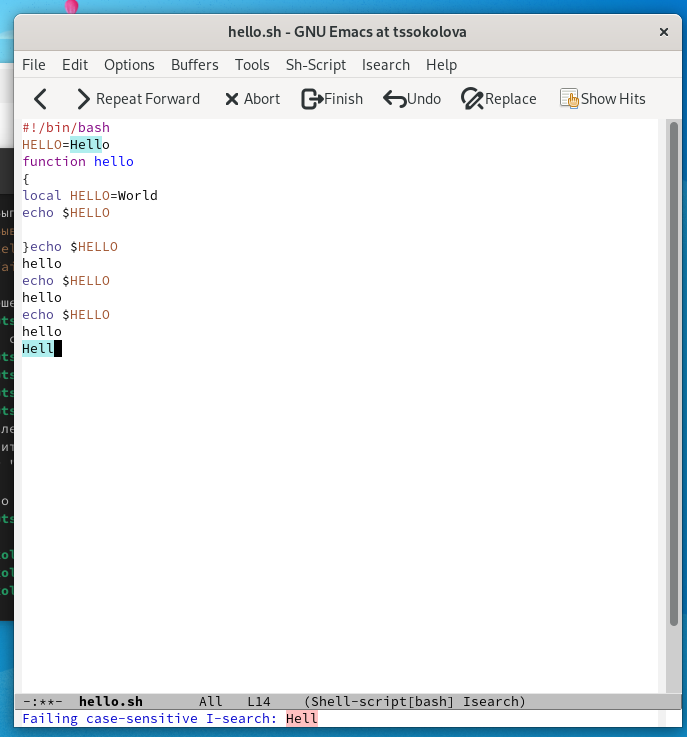 hello.sh - GNU Emacs at tssokolova
File Edit Options Buffers Tools Sh-Script Isearch Help
Repeat Forward Abort Finish Undo Replace Show Hits
#!/bin/bash
HELLO=Hello
function hello
{
local HELLO=World
echo $HELLO
}echo $HELLO
hello
echo $HELLO
hello
echo $HELLO
hello
Hell
-:**- hello.sh All L14 (Shell-script[bash] Isearch)
Failing case-sensitive I-search: Hell